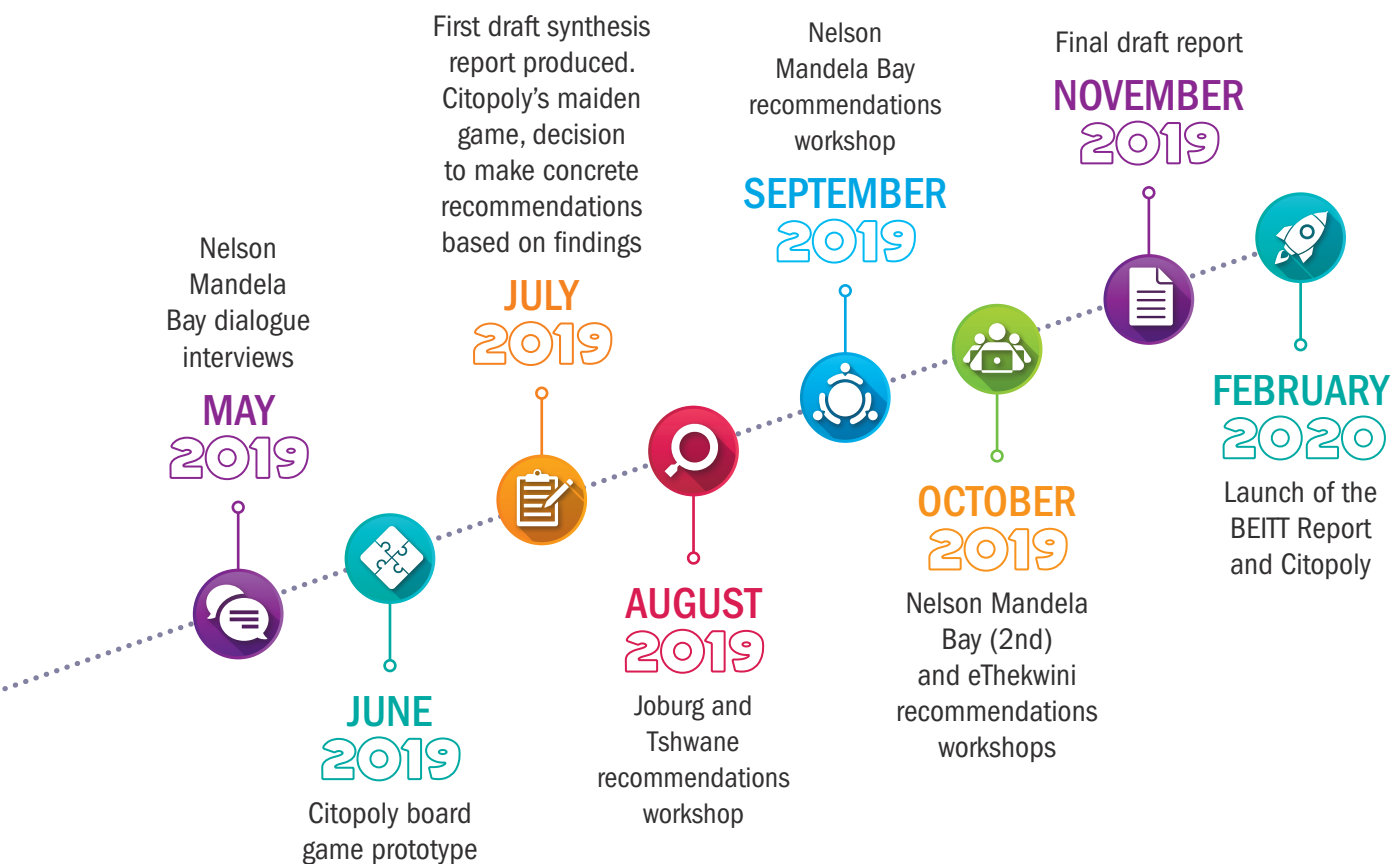 Nelson
Mandela
Bay dialogue
interviews
MAY
2019
JUNE
2019
Citopoly board
game prototype
First draft synthesis
report produced.
Citopoly’s maiden
game, decision
to make concrete
recommendations
based on findings
JULY
2019
AUGUST
2019
Joburg and
Tshwane
recommendations
workshop
Nelson
Mandela Bay
recommendations
workshop
SEPTEMBER
2019
OCTOBER
2019
Nelson Mandela
Bay (2nd)
and eThekwini
recommendations
workshops
Final draft report
NOVEMBER
2019
FEBRUARY
2020
Launch of the
BEITT Report
and Citopoly